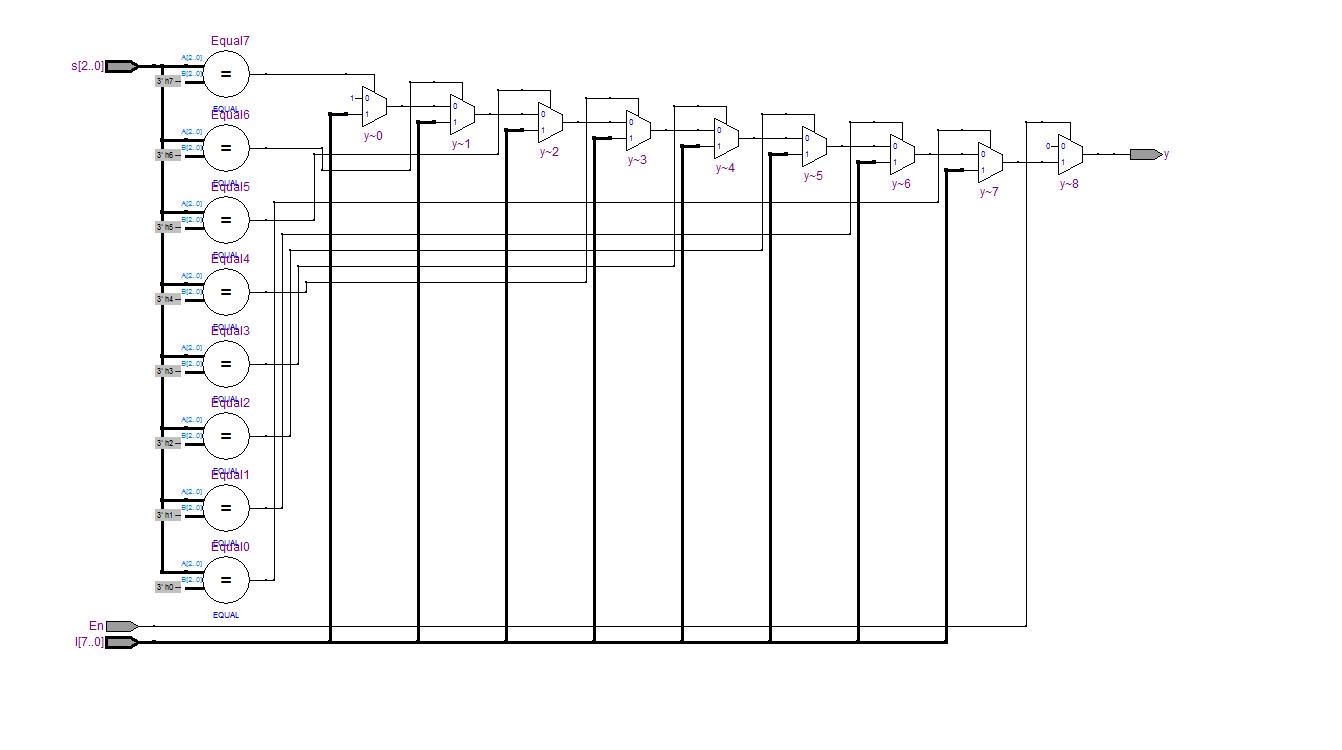 Equal7
s[2..0]
A[2..0]
B[2..0]
3' h7
=
EQUAL
1
0
1
y~0
0
1
y~1
0
1
y~2
0
1
y~3
0
1
y~4
0
1
y~5
0
1
y~6
0
1
y~7
0
0
1
y~8
y
Equal6
A[2..0]
B[2..0]
3' h6
=
EQUAL
Equal5
A[2..0]
B[2..0]
3' h5
=
EQUAL
Equal4
A[2..0]
B[2..0]
3' h4
=
EQUAL
Equal3
A[2..0]
B[2..0]
3' h3
=
EQUAL
Equal2
A[2..0]
B[2..0]
3' h2
=
EQUAL
Equal1
A[2..0]
B[2..0]
3' h1
=
EQUAL
Equal0
A[2..0]
B[2..0]
3' h0
=
EQUAL
En
I[7..0]